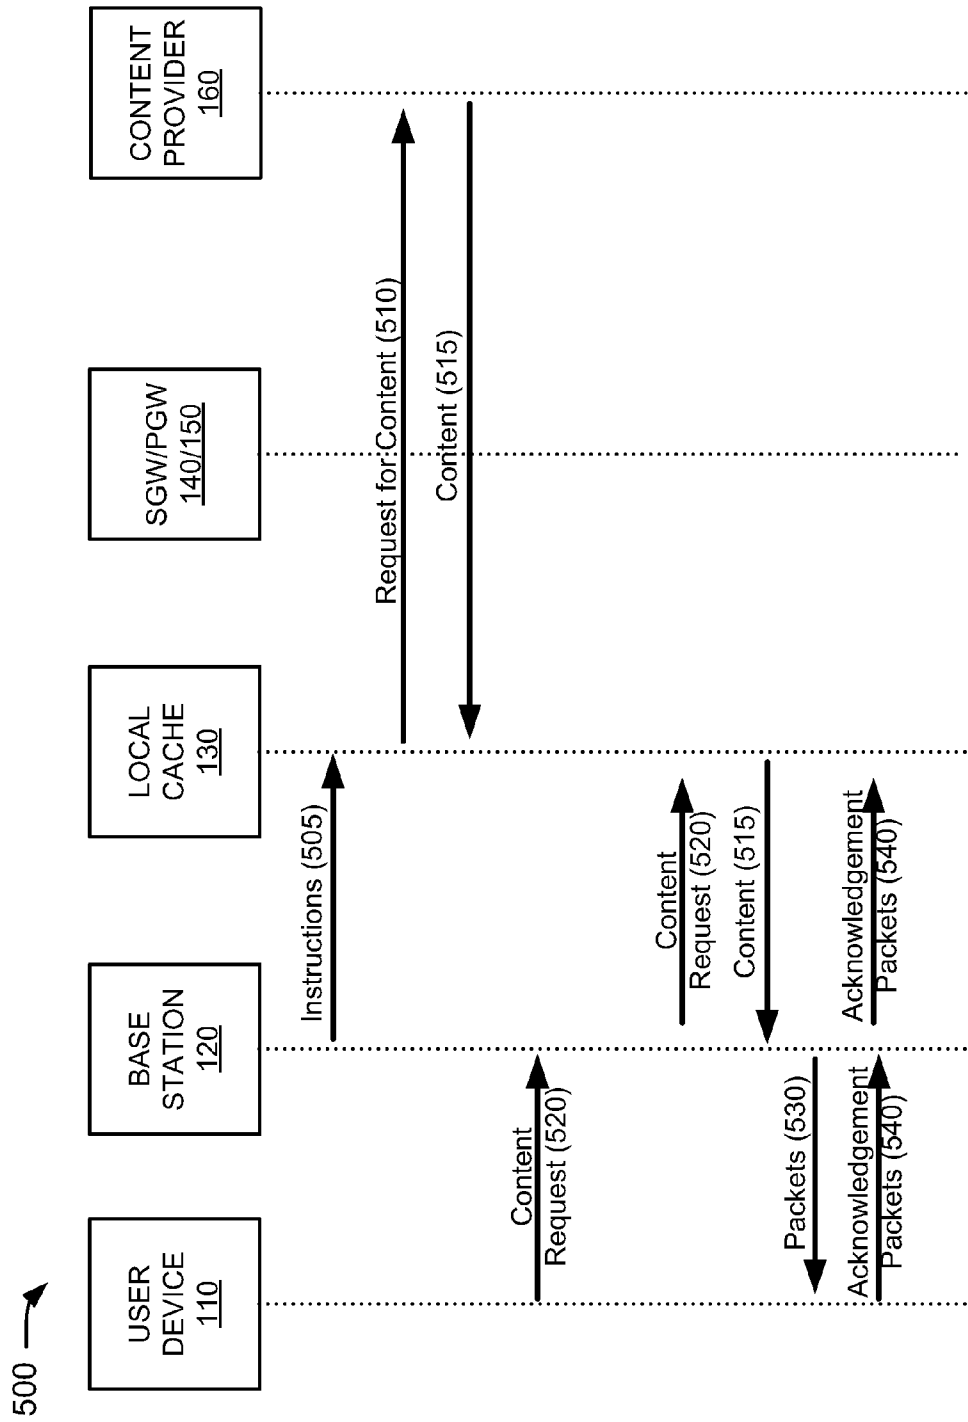 500
USER
DEVICE
110
BASE
STATION
120
LOCAL
CACHE
130
SGW/PGW
140/150
CONTENT
PROVIDER
160
Instructions (505)
Request for Content (510)
Content (515)
Content
Request (520)
Content
Request (520)
Content (515)
Packets (530)
Acknowledgement
Packets (540)
Acknowledgement
Packets (540)